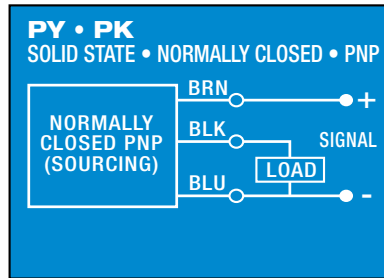 PY • PK
SOLID STATE • NORMALLY CLOSED • PNP
BRN
+
NORMALLY
CLOSED PNP
(SOURCING)
BLK
SIGNAL
LOAD
BLU
-